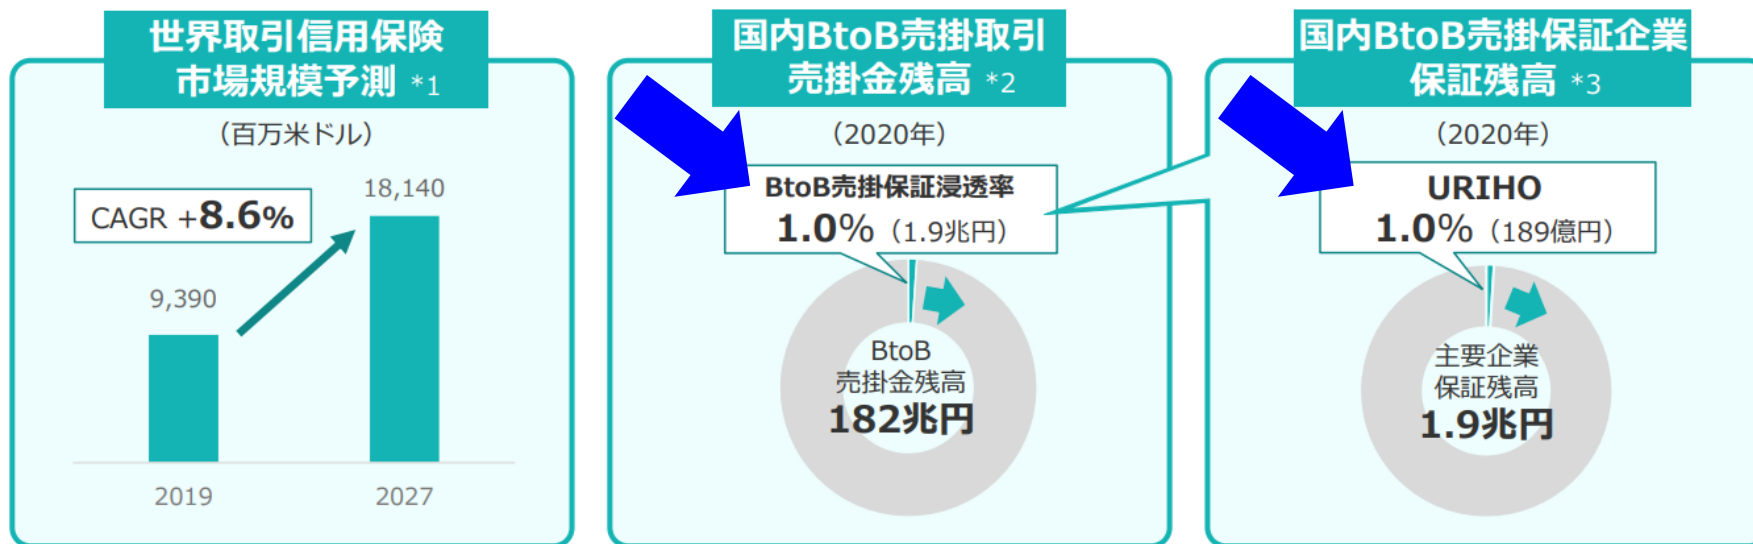 世界取引信用保険
市場規模予測 *1
（百万米ドル）
CAGR +8.6%
18,140
9,390
2019
2027
国内BtoB売掛取引
売掛金残高 *2
（2020年）
BtoB売掛保証浸透率
1.0%（1.9兆円）
BtoB
売掛金残高
182兆円
国内BtoB売掛保証企業
保証残高 *3
（2020年）
URIHO
1.0%（189億円）
主要企業
保証残高
1.9兆円